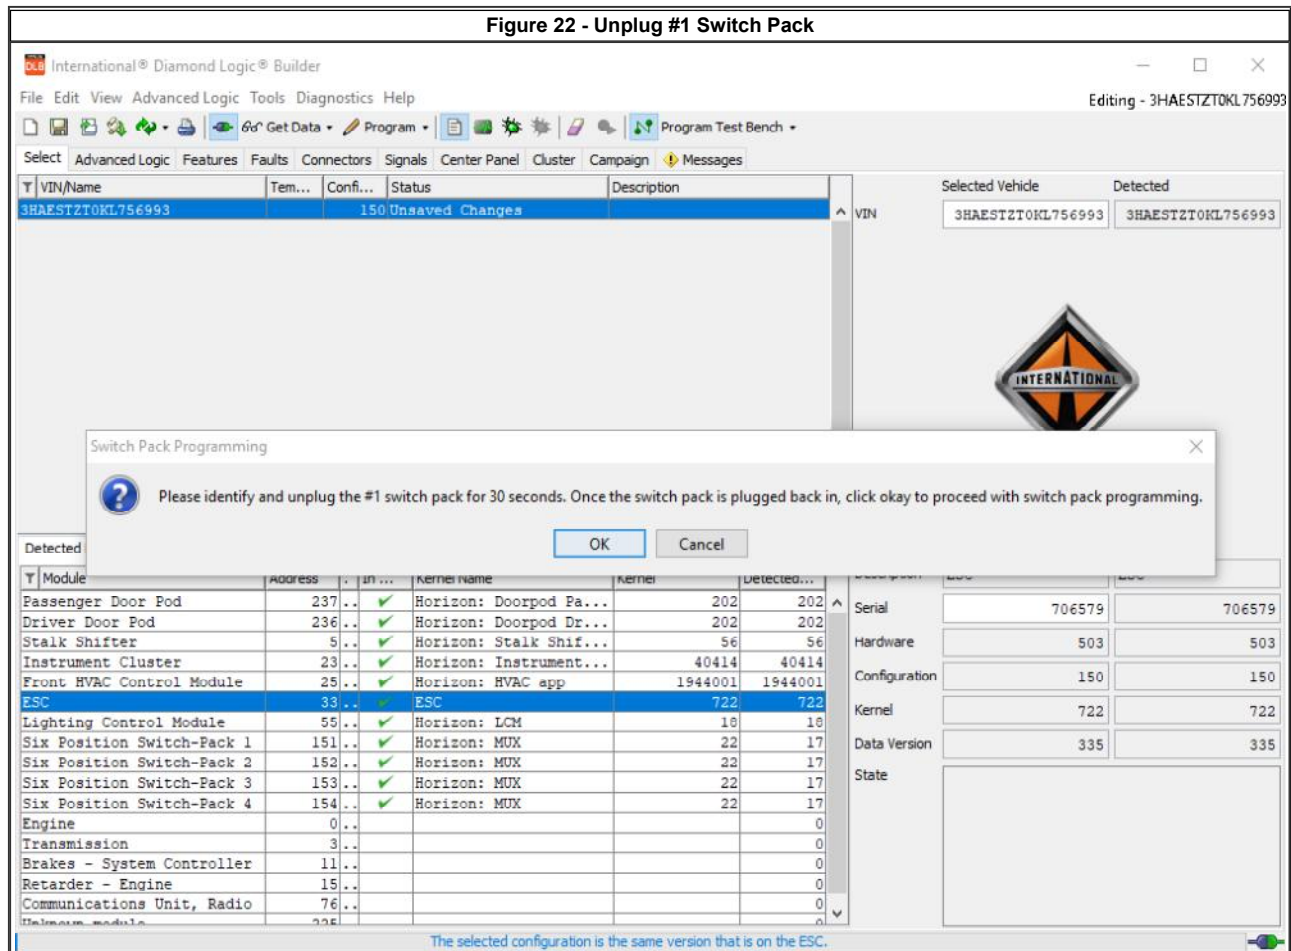 Figure 22 - Unplug #1 Switch Pack
DLB International® Diamond Logic® Builder
File Edit View Advanced Logic Tools Diagnostics Help
Editing - 3HAESTZT0KL756993
Get Data Program Program Test Bench
Select Advanced Logic Features Faults Connectors Signals Center Panel Cluster Campaign Messages
VIN/Name Tem... Confi... Status Description
3HAESTZT0KL756993 150 Unsaved Changes
Selected Vehicle Detected
VIN 3HAESTZT0KL756993 3HAESTZT0KL756993
INTERNATIONAL
Switch Pack Programming
Please identify and unplug the #1 switch pack for 30 seconds. Once the switch pack is plugged back in, click okay to proceed with switch pack programming.
OK Cancel
Detected
Module Address . In ... Kernel Name Kernel Detected...
Passenger Door Pod 237.. Horizon: Doorpod Pa... 202 202
Driver Door Pod 236.. Horizon: Doorpod Dr... 202 202
Stalk Shifter 5.. Horizon: Stalk Shif... 56 56
Instrument Cluster 23.. Horizon: Instrument... 40414 40414
Front HVAC Control Module 25.. Horizon: HVAC app 1944001 1944001
ESC 33.. ESC 722 722
Lighting Control Module 55.. Horizon: LCM 18 18
Six Position Switch-Pack 1 151.. Horizon: MUX 22 17
Six Position Switch-Pack 2 152.. Horizon: MUX 22 17
Six Position Switch-Pack 3 153.. Horizon: MUX 22 17
Six Position Switch-Pack 4 154.. Horizon: MUX 22 17
Engine 0.. 0
Transmission 3.. 0
Brakes - System Controller 11.. 0
Retarder - Engine 15.. 0
Communications Unit, Radio 76.. 0
Serial 706579 706579
Hardware 503 503
Configuration 150 150
Kernel 722 722
Data Version 335 335
State
The selected configuration is the same version that is on the ESC.